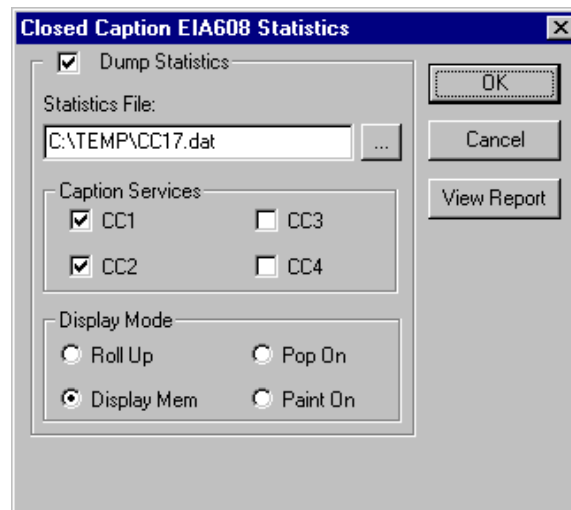 Closed Caption EIA608 Statistics
Dump Statistics
Statistics File:
C:\TEMP\CC17.dat
...
Caption Services
CC1
CC3
CC2
CC4
Display Mode
Roll Up
Pop On
Display Mem
Paint On
OK
Cancel
View Report